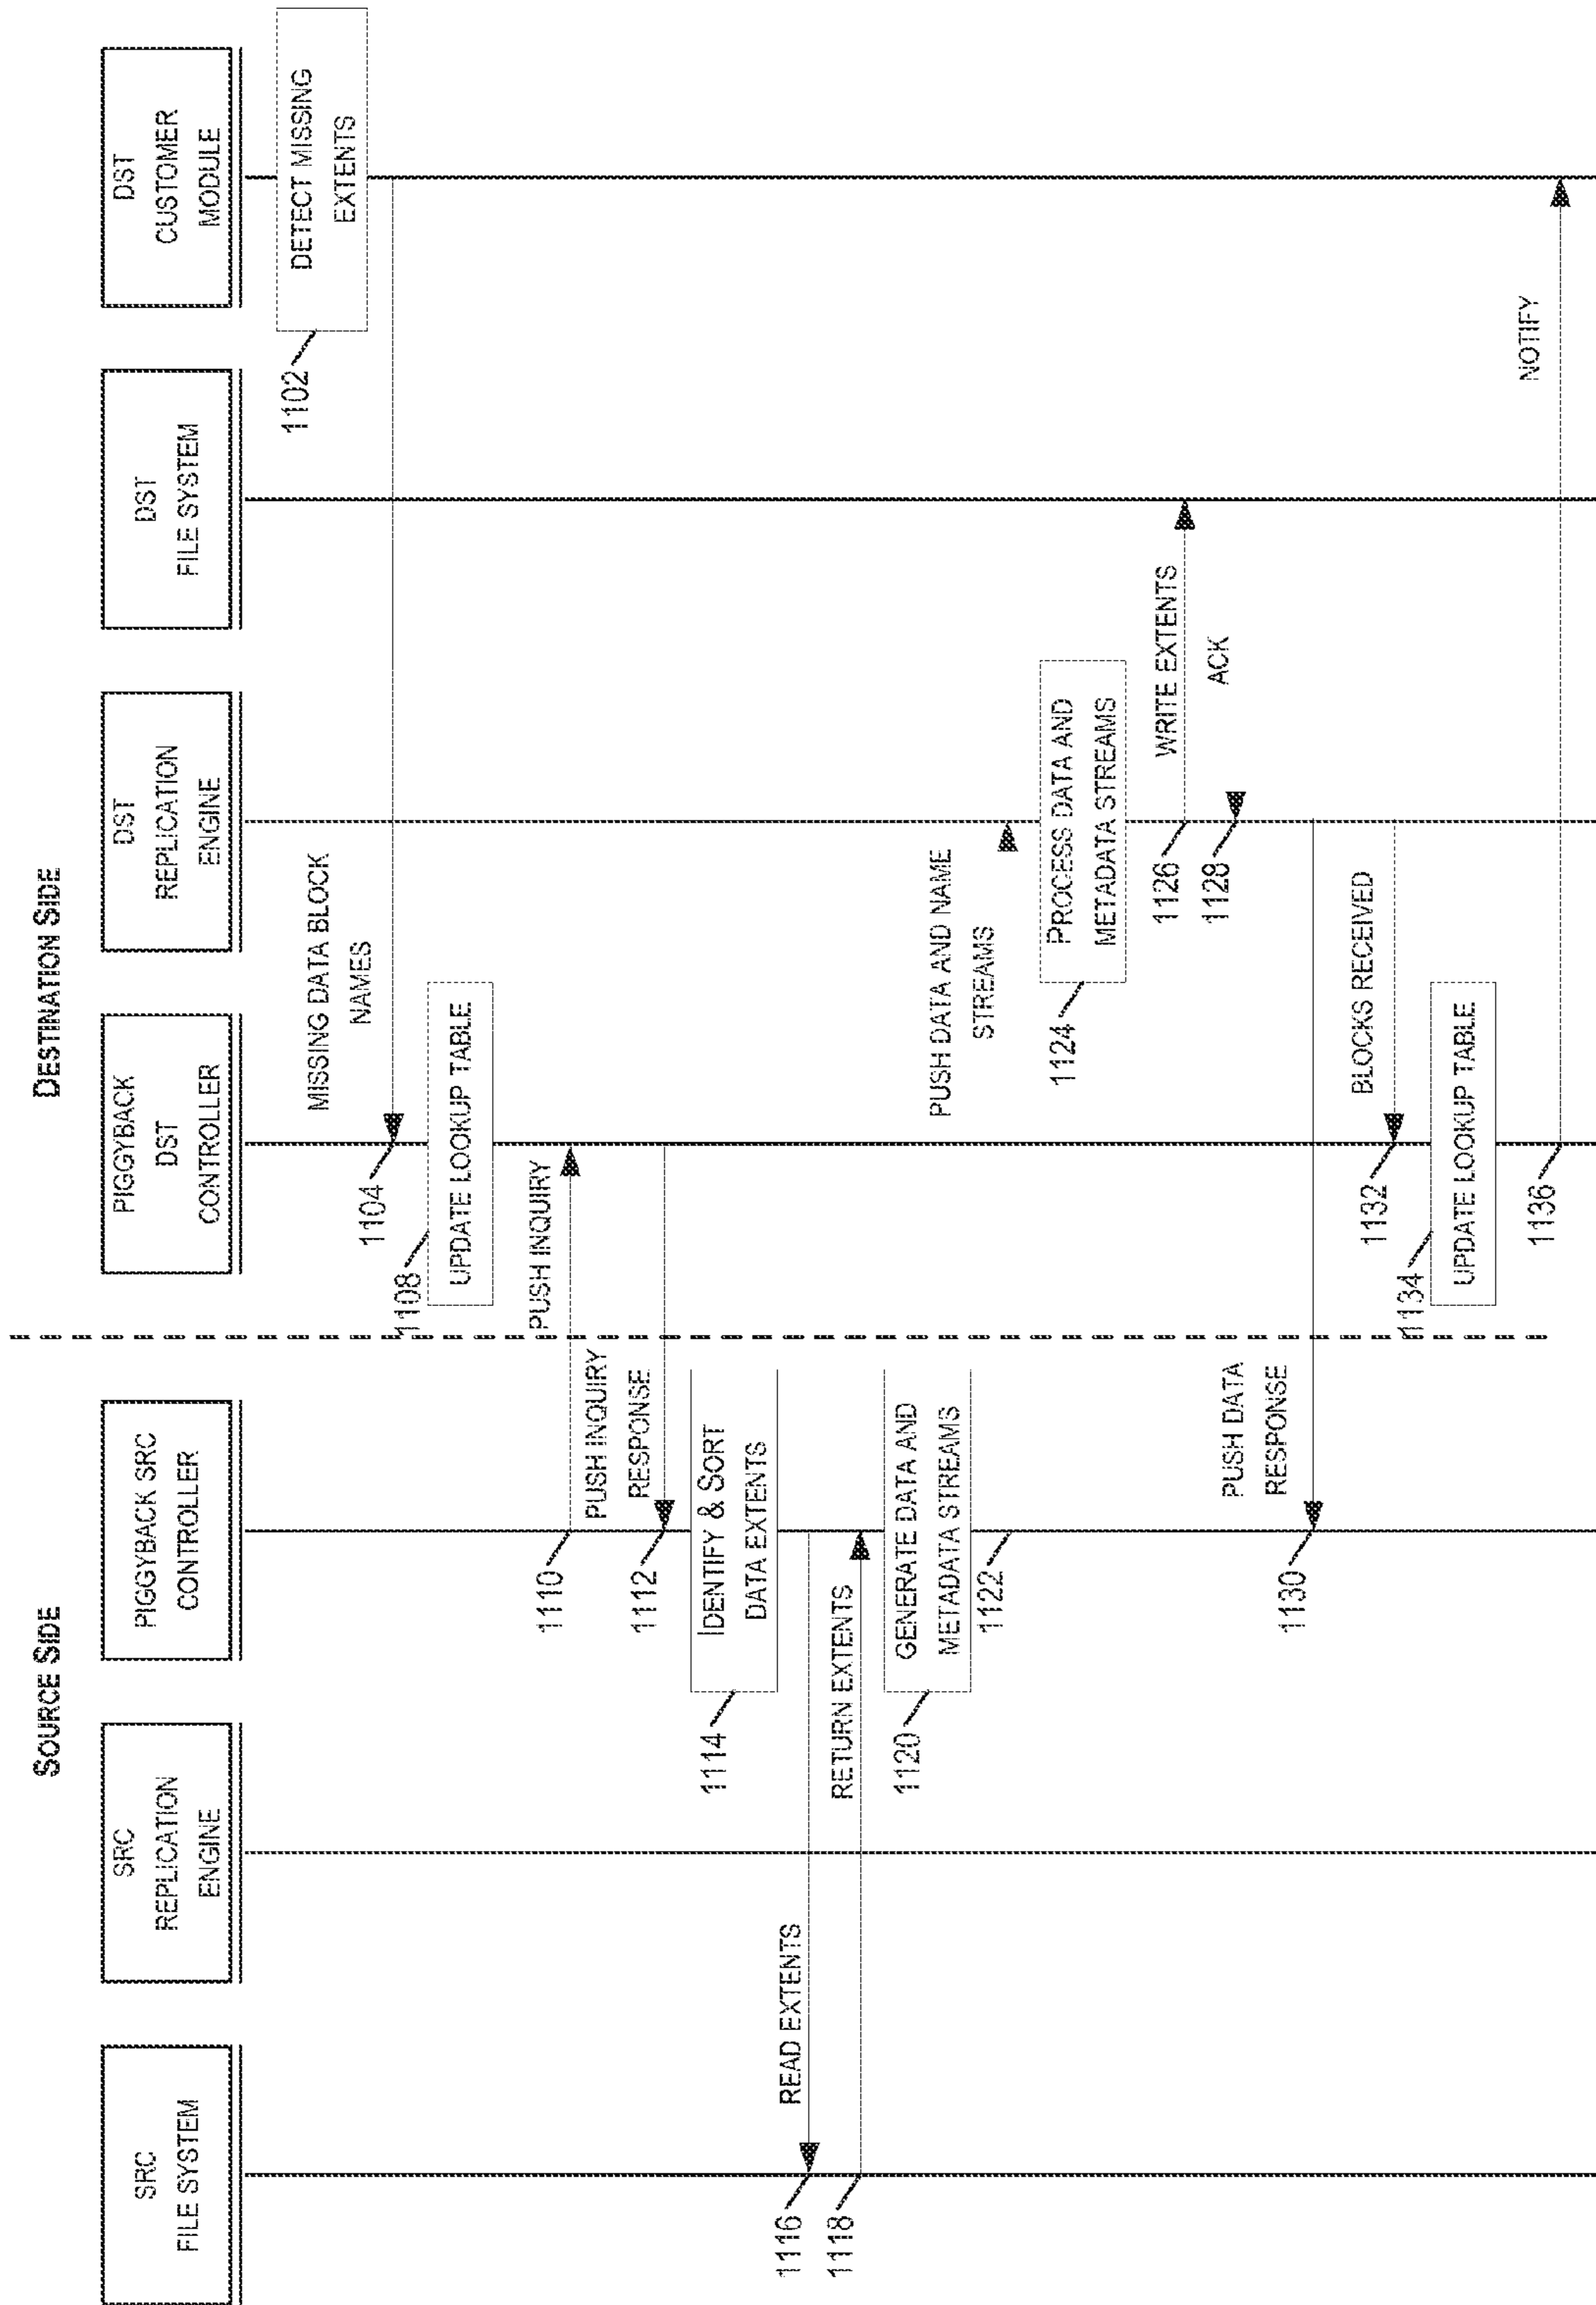 SOURCE SIDE
DESTINATION SIDE
SRC
FILE SYSTEM
SRC
REPLICATION
ENGINE
PIGGYBACK SRC
CONTROLLER
PIGGYBACK
DST
CONTROLLER
DST
REPLICATION
ENGINE
DST
FILE SYSTEM
DST
CUSTOMER
MODULE
DETECT MISSING
EXTENTS
1102
MISSING DATA BLOCK
NAMES
1104
1108
UPDATE LOOKUP TABLE
PUSH INQUIRY
1110
PUSH INQUIRY
RESPONSE
1112
IDENTIFY & SORT
DATA EXTENTS
1114
READ EXTENTS
1116
RETURN EXTENTS
1118
GENERATE DATA AND
METADATA STREAMS
1120
1122
PUSH DATA AND NAME
STREAMS
PROCESS DATA AND
METADATA STREAMS
1124
WRITE EXTENTS
1126
ACK
1128
PUSH DATA
RESPONSE
1130
BLOCKS RECEIVED
1132
1134
UPDATE LOOKUP TABLE
NOTIFY
1136